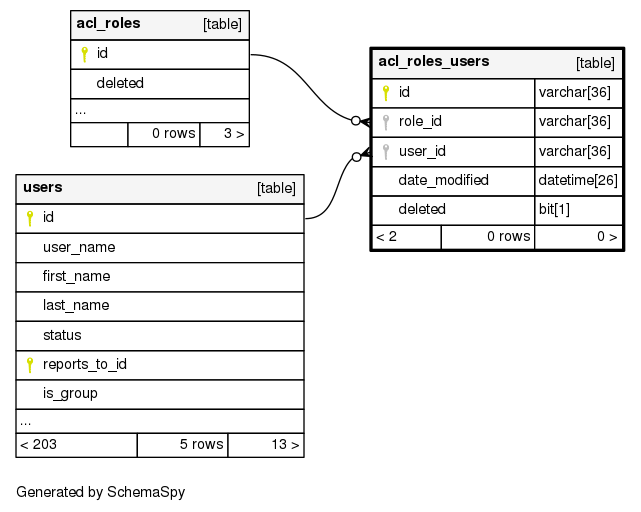 acl_roles [table]
id
deleted
...
0 rows 3 >
acl_roles_users [table]
id varchar[36]
role_id varchar[36]
user_id varchar[36]
date_modified datetime[26]
deleted bit[1]
< 2 0 rows 0 >
users [table]
id
user_name
first_name
last_name
status
reports_to_id
is_group
...
< 203 5 rows 13 >
Generated by SchemaSpy